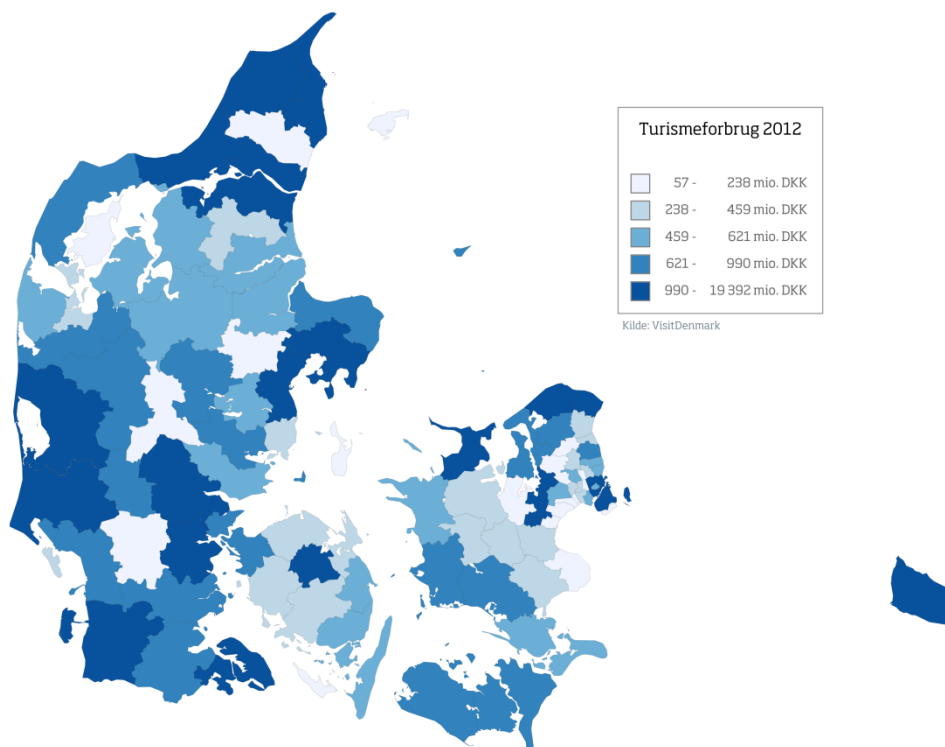 Turismeforbrug 2012
57 - 238 mio. DKK
238 - 459 mio. DKK
459 - 621 mio. DKK
621 - 990 mio. DKK
990 - 19 392 mio. DKK
Kilde: VisitDenmark